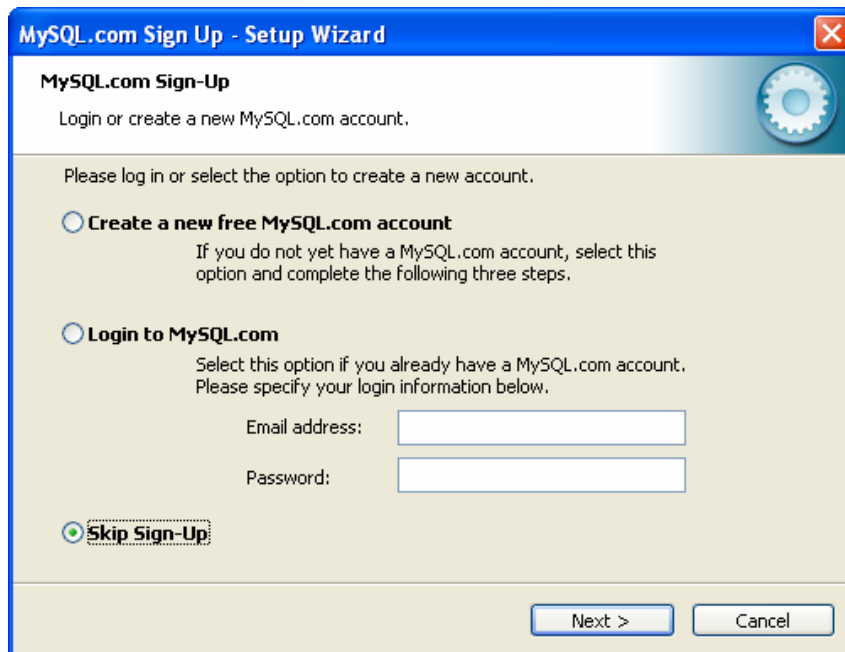 MySQL.com Sign Up - Setup Wizard
MySQL.com Sign-Up
Login or create a new MySQL.com account.
Please log in or select the option to create a new account.
Create a new free MySQL.com account
If you do not yet have a MySQL.com account, select this
option and complete the following three steps.
Login to MySQL.com
Select this option if you already have a MySQL.com account.
Please specify your login information below.
Email address:
Password:
Skip Sign-Up
Next > Cancel